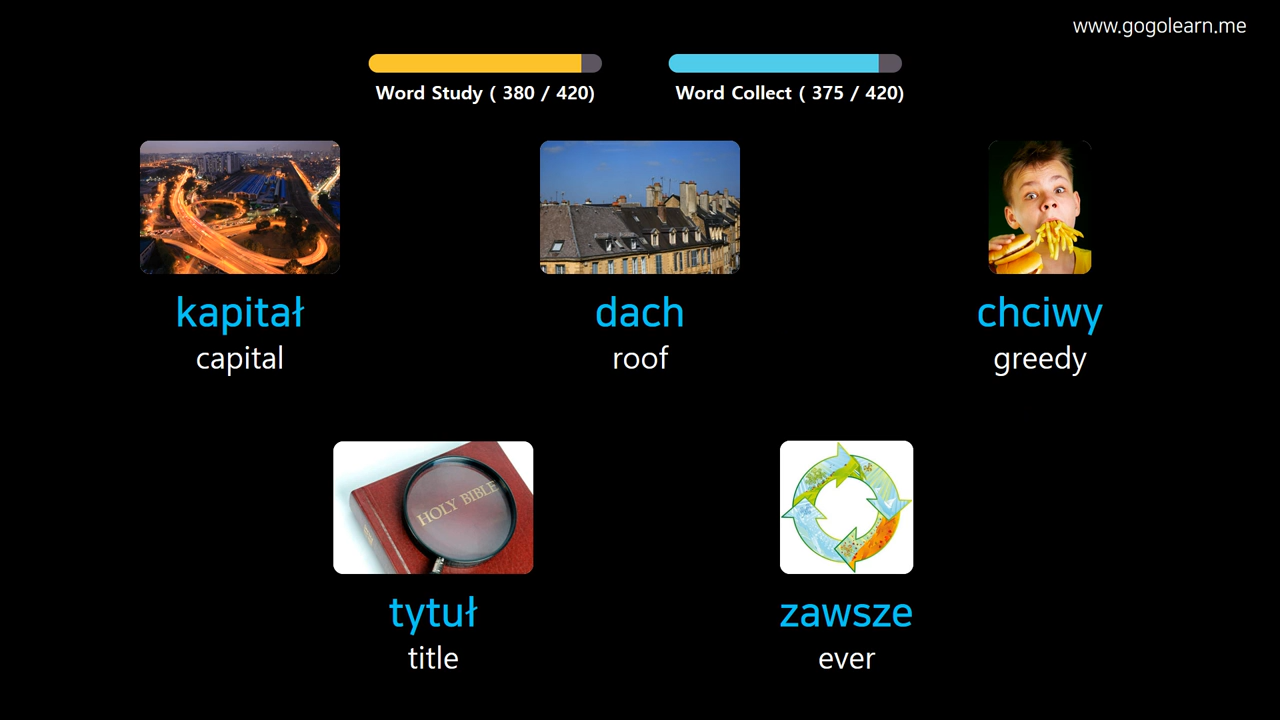 www.gogolearn.me
Word Study ( 380 / 420)
Word Collect ( 375 / 420)
kapitał
capital
dach
roof
chciwy
greedy
HOLY BIBLE
tytuł
title
zawsze
ever